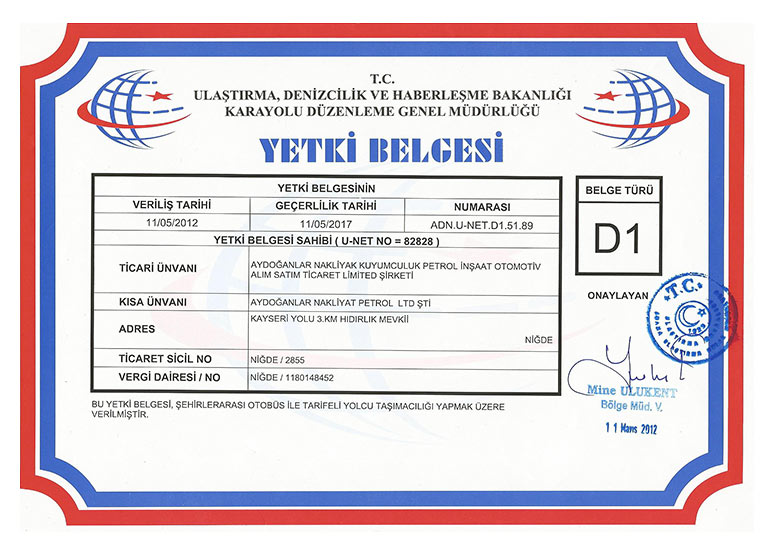 T.C.
ULAŞTIRMA, DENİZCİLİK VE HABERLEŞME BAKANLIĞI
KARAYOLU DÜZENLEME GENEL MÜDÜRLÜĞÜ
YETKİ BELGESİ
YETKİ BELGESİNİN
VERİLİŞ TARİHİ GEÇERLİLİK TARİHİ NUMARASI
11/05/2012 11/05/2017 ADN.U-NET.D1.51.89
YETKİ BELGESİ SAHİBİ ( U-NET NO = 82828 )
TİCARİ ÜNVANI AYDOĞANLAR NAKLİYAK KUYUMCULUK PETROL İNŞAAT OTOMOTİV
ALIM SATIM TİCARET LİMİTED ŞİRKETİ
KISA ÜNVANI AYDOĞANLAR NAKLİYAT PETROL LTD ŞTİ
ADRES KAYSERİ YOLU 3.KM HIDIRLIK MEVKİİ
NİĞDE
TİCARET SİCİL NO NİĞDE / 2855
VERGİ DAİRESİ / NO NİĞDE / 1180148452
BU YETKİ BELGESİ, ŞEHİRLERARASI OTOBÜS İLE TARİFELİ YOLCU TAŞIMACILIĞI YAPMAK ÜZERE
VERİLMİŞTİR.
BELGE TÜRÜ
D1
ONAYLAYAN
T.C.
Mine ULUKENT
Bölge Müd. V.
11 Mayıs 2012